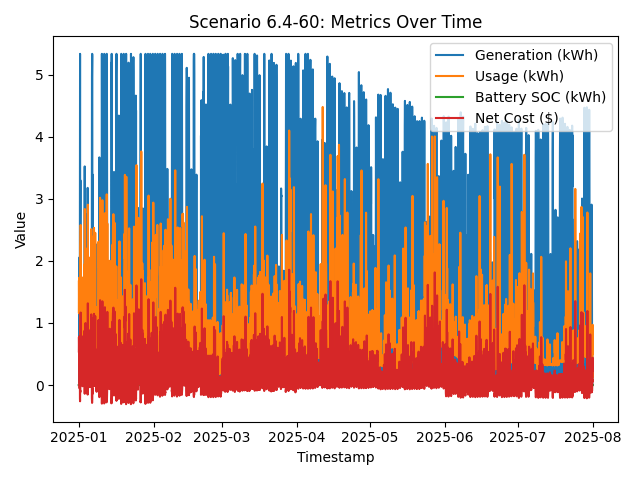 Scenario 6.4-60: Metrics Over Time
Generation (kWh)
Usage (kWh)
Battery SOC (kWh)
Net Cost ($)
Value
5
4
3
2
1
0
2025-01 2025-02 2025-03 2025-04 2025-05 2025-06 2025-07 2025-08
Timestamp